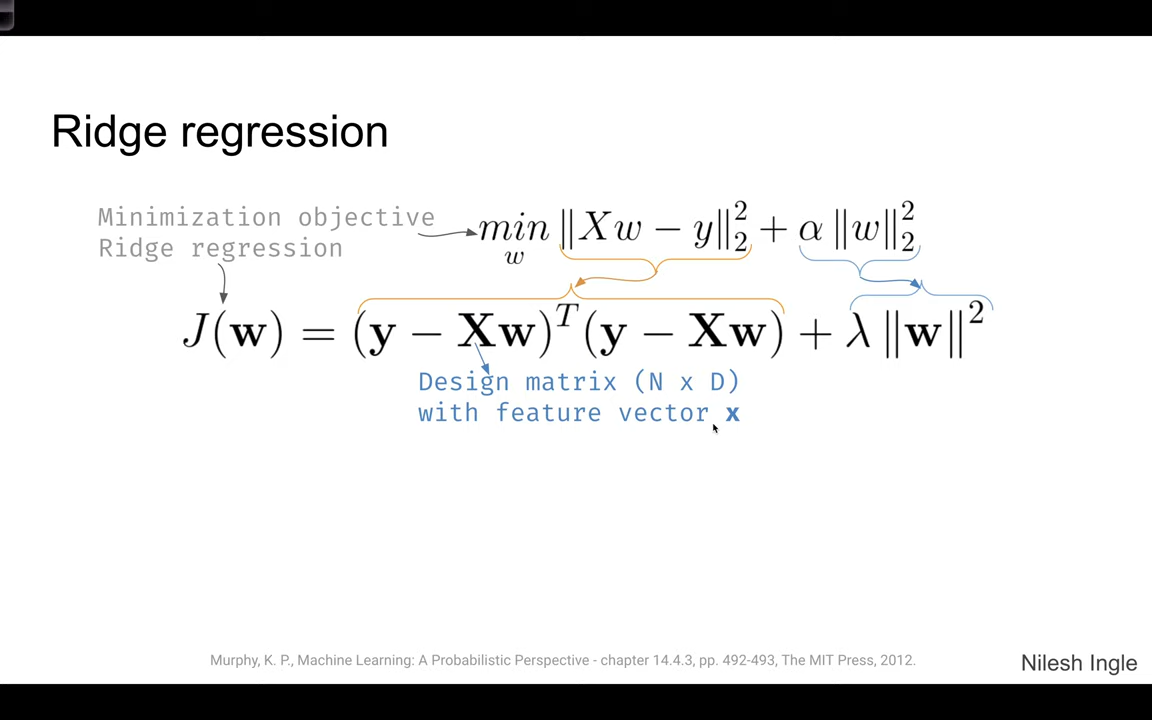 Ridge regression
Minimization objective
Ridge regression
min_w ‖Xw − y‖₂² + α‖w‖₂²
J(w) = (y − Xw)ᵀ(y − Xw) + λ‖w‖²
Design matrix (N x D)
with feature vector x
Murphy, K. P., Machine Learning: A Probabilistic Perspective - chapter 14.4.3, pp. 492-493, The MIT Press, 2012.
Nilesh Ingle